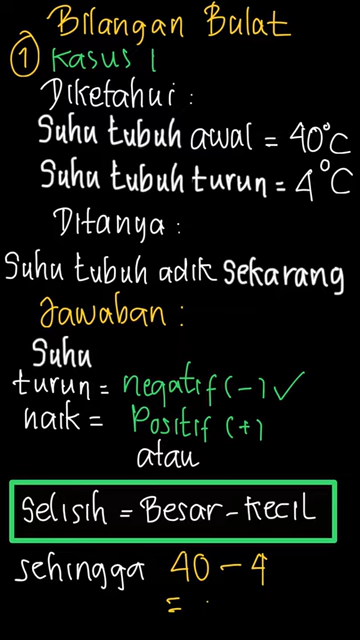 Bilangan Bulat
① Kasus 1
Diketahui :
Suhu tubuh awal = 40°C
Suhu tubuh turun = 4°C
Ditanya :
Suhu tubuh adik sekarang
Jawaban :
Suhu
turun = negatif (-) ✓
naik = Positif (+)
atau
Selisih = Besar - Kecil
sehingga 40 - 4
=